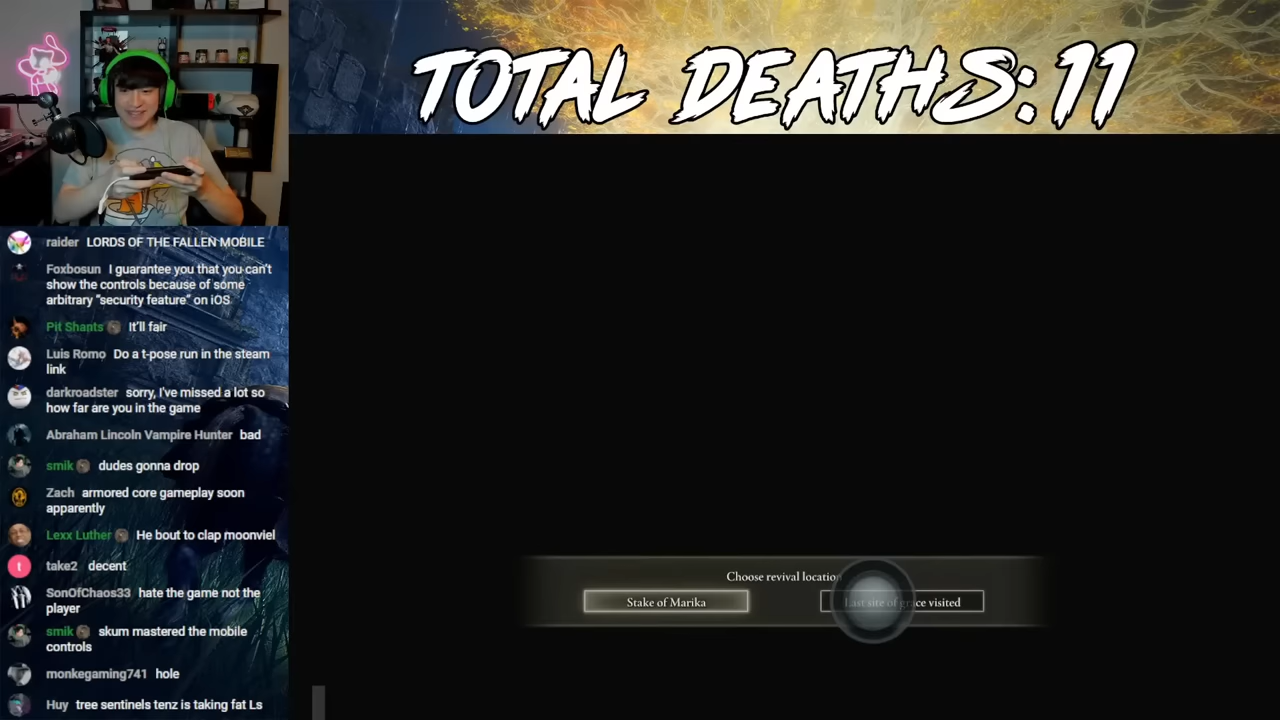 TOTAL DEATHS: 11
raider LORDS OF THE FALLEN MOBILE
Foxbosun I guarantee you that you can't
show the controls because of some
arbitrary "security feature" on iOS
Pit Shants It'll fair
Luis Romo Do a t-pose run in the steam
link
darkroadster sorry, I've missed a lot so
how far are you in the game
Abraham Lincoln Vampire Hunter bad
smik dudes gonna drop
Zach armored core gameplay soon
apparently
Lexx Luther He bout to clap moonviel
t take2 decent
SonOfChaos33 hate the game not the
player
smik skum mastered the mobile
controls
monkegaming741 hole
Huy tree sentinels tenz is taking fat Ls
Choose revival location
Stake of Marika
Last site of grace visited